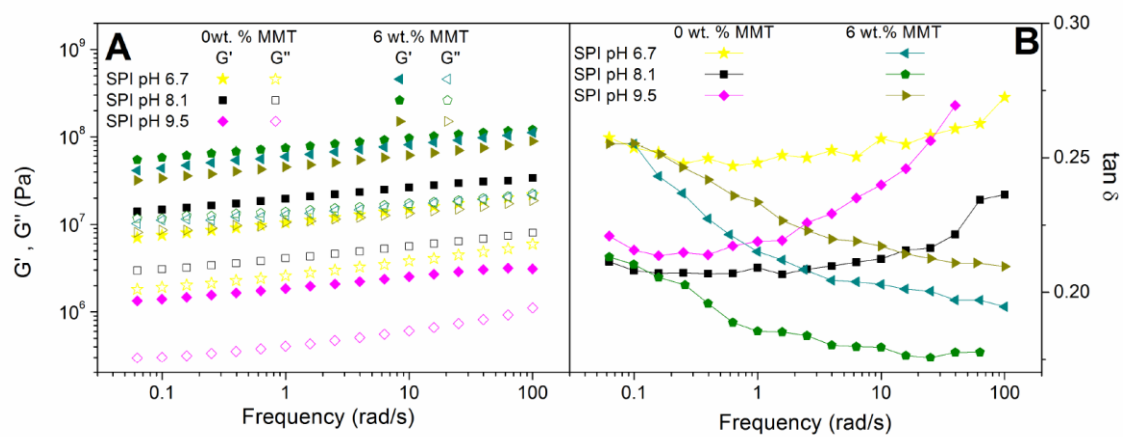 A
0wt. % MMT 6 wt.% MMT
G' G'' G' G''
SPI pH 6.7
SPI pH 8.1
SPI pH 9.5
10⁹
10⁸
10⁷
10⁶
G' , G'' (Pa)
0.1 1 10 100
Frequency (rad/s)
B
0 wt. % MMT 6 wt.% MMT
SPI pH 6.7
SPI pH 8.1
SPI pH 9.5
0.30
0.25
0.20
tan δ
0.1 1 10 100
Frequency (rad/s)